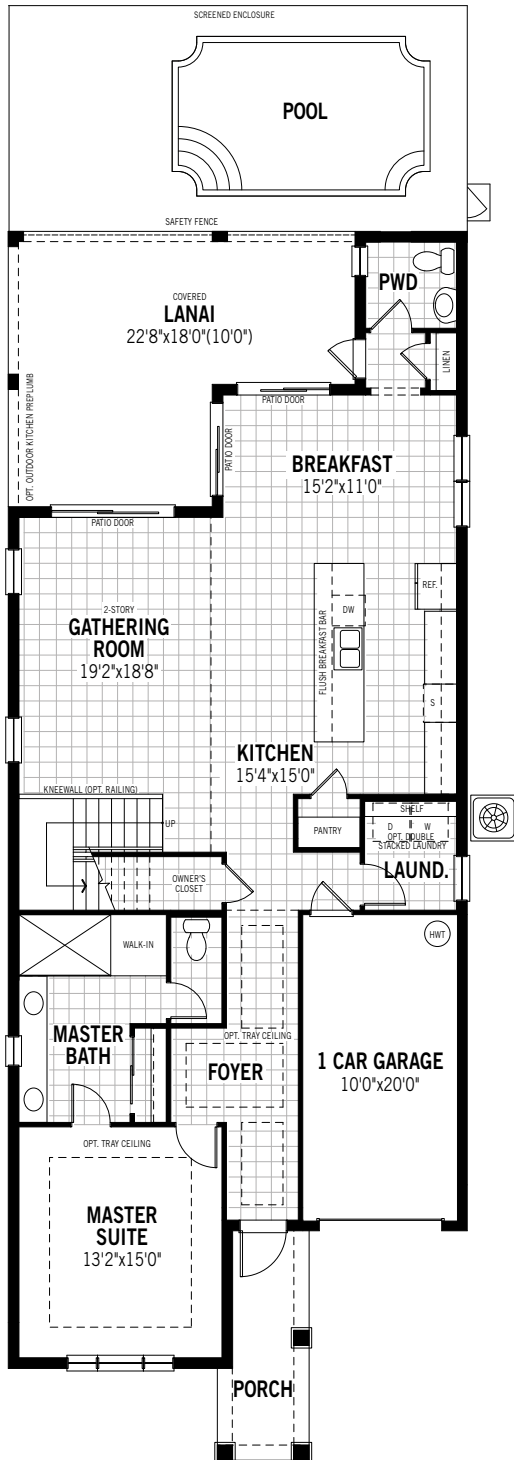 SCREENED ENCLOSURE
POOL
SAFETY FENCE
PWD
COVERED
LANAI
22'8"x18'0"(10'0")
LINEN
OPT. OUTDOOR KITCHEN PREPLUMB
PATIO DOOR
PATIO DOOR
BREAKFAST
15'2"x11'0"
PATIO DOOR
REF.
2-STORY
GATHERING
ROOM
19'2"x18'8"
DW
FLUSH BREAKFAST BAR
S
KITCHEN
15'4"x15'0"
KNEEWALL (OPT. RAILING)
UP
PANTRY
SHELF
D W
OPT. DOUBLE
STACKED LAUNDRY
LAUND.
OWNER'S
CLOSET
HWT
WALK-IN
MASTER
BATH
OPT. TRAY CEILING
FOYER
1 CAR GARAGE
10'0"x20'0"
OPT. TRAY CEILING
MASTER
SUITE
13'2"x15'0"
PORCH